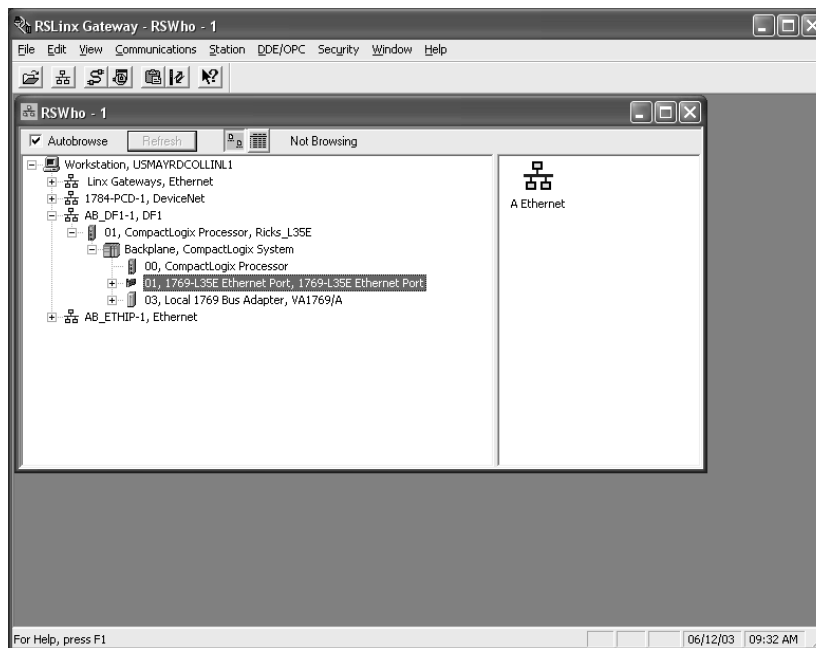 RSLinx Gateway - RSWho - 1
File Edit View Communications Station DDE/OPC Security Window Help
RSWho - 1
Autobrowse Refresh Not Browsing
Workstation, USMAYRDCOLLINL1
Linx Gateways, Ethernet
1784-PCD-1, DeviceNet
AB_DF1-1, DF1
01, CompactLogix Processor, Ricks_L35E
Backplane, CompactLogix System
00, CompactLogix Processor
01, 1769-L35E Ethernet Port, 1769-L35E Ethernet Port
03, Local 1769 Bus Adapter, VA1769/A
AB_ETHIP-1, Ethernet
A Ethernet
For Help, press F1
06/12/03 09:32 AM